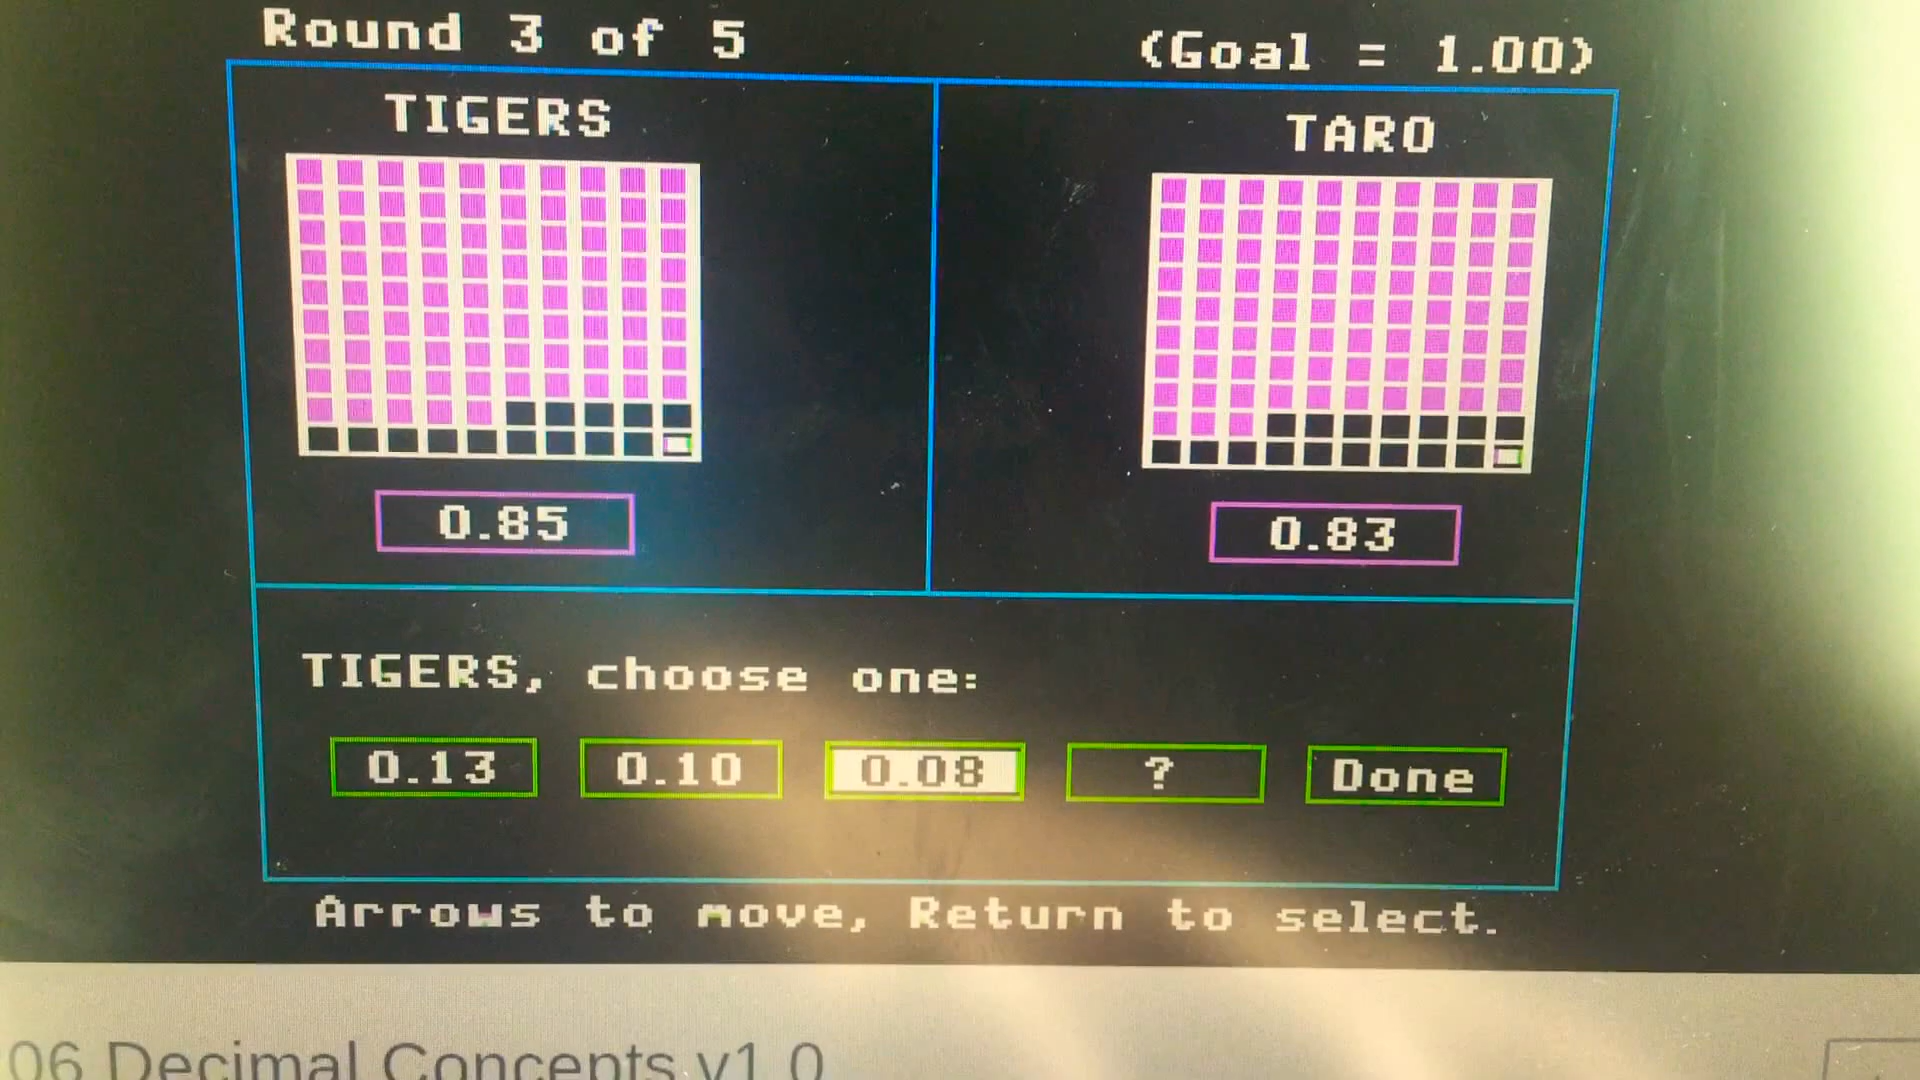 Round 3 of 5
(Goal = 1.00)
TIGERS
TARO
0.85
0.83
TIGERS, choose one:
0.13 0.10 0.08 ? Done
Arrows to move, Return to select.
06 Decimal Concepts v1.0